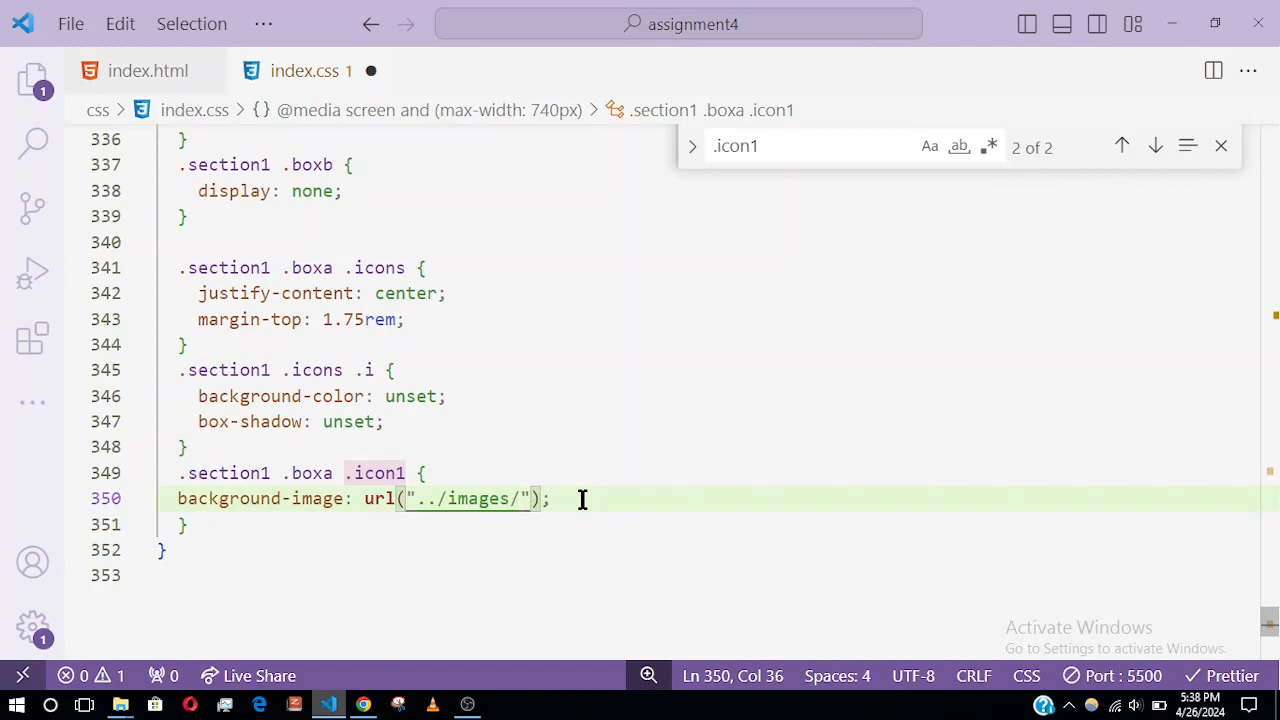 File Edit Selection ··· assignment4
index.html index.css 1
css > index.css > {} @media screen and (max-width: 740px) > .section1 .boxa .icon1
.icon1 Aa ab .* 2 of 2
336 }
337 .section1 .boxb {
338 display: none;
339 }
340
341 .section1 .boxa .icons {
342 justify-content: center;
343 margin-top: 1.75rem;
344 }
345 .section1 .icons .i {
346 background-color: unset;
347 box-shadow: unset;
348 }
349 .section1 .boxa .icon1 {
350 background-image: url("../images/");
351 }
352 }
353
1
1
Activate Windows
Go to Settings to activate Windows.
0 1 0 Live Share Ln 350, Col 36 Spaces: 4 UTF-8 CRLF CSS Port : 5500 Prettier
5:38 PM
4/26/2024